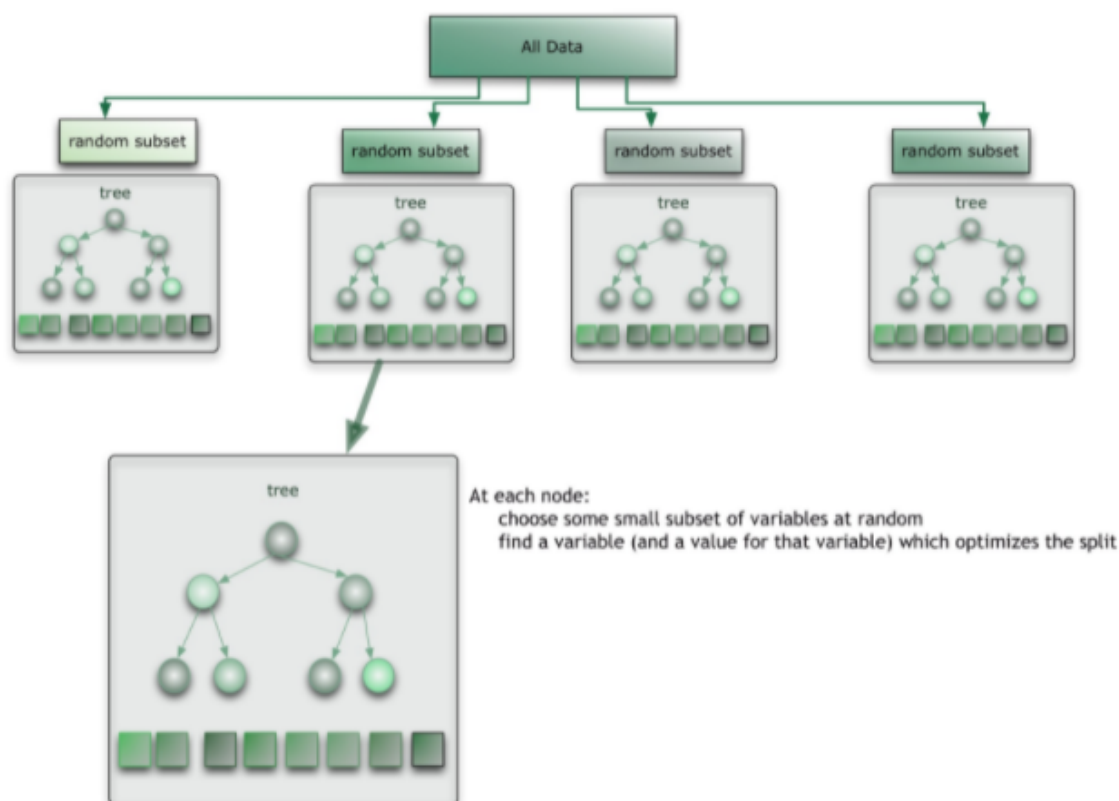 All Data
random subset
random subset
random subset
random subset
tree
tree
tree
tree
tree
At each node:
choose some small subset of variables at random
find a variable (and a value for that variable) which optimizes the split